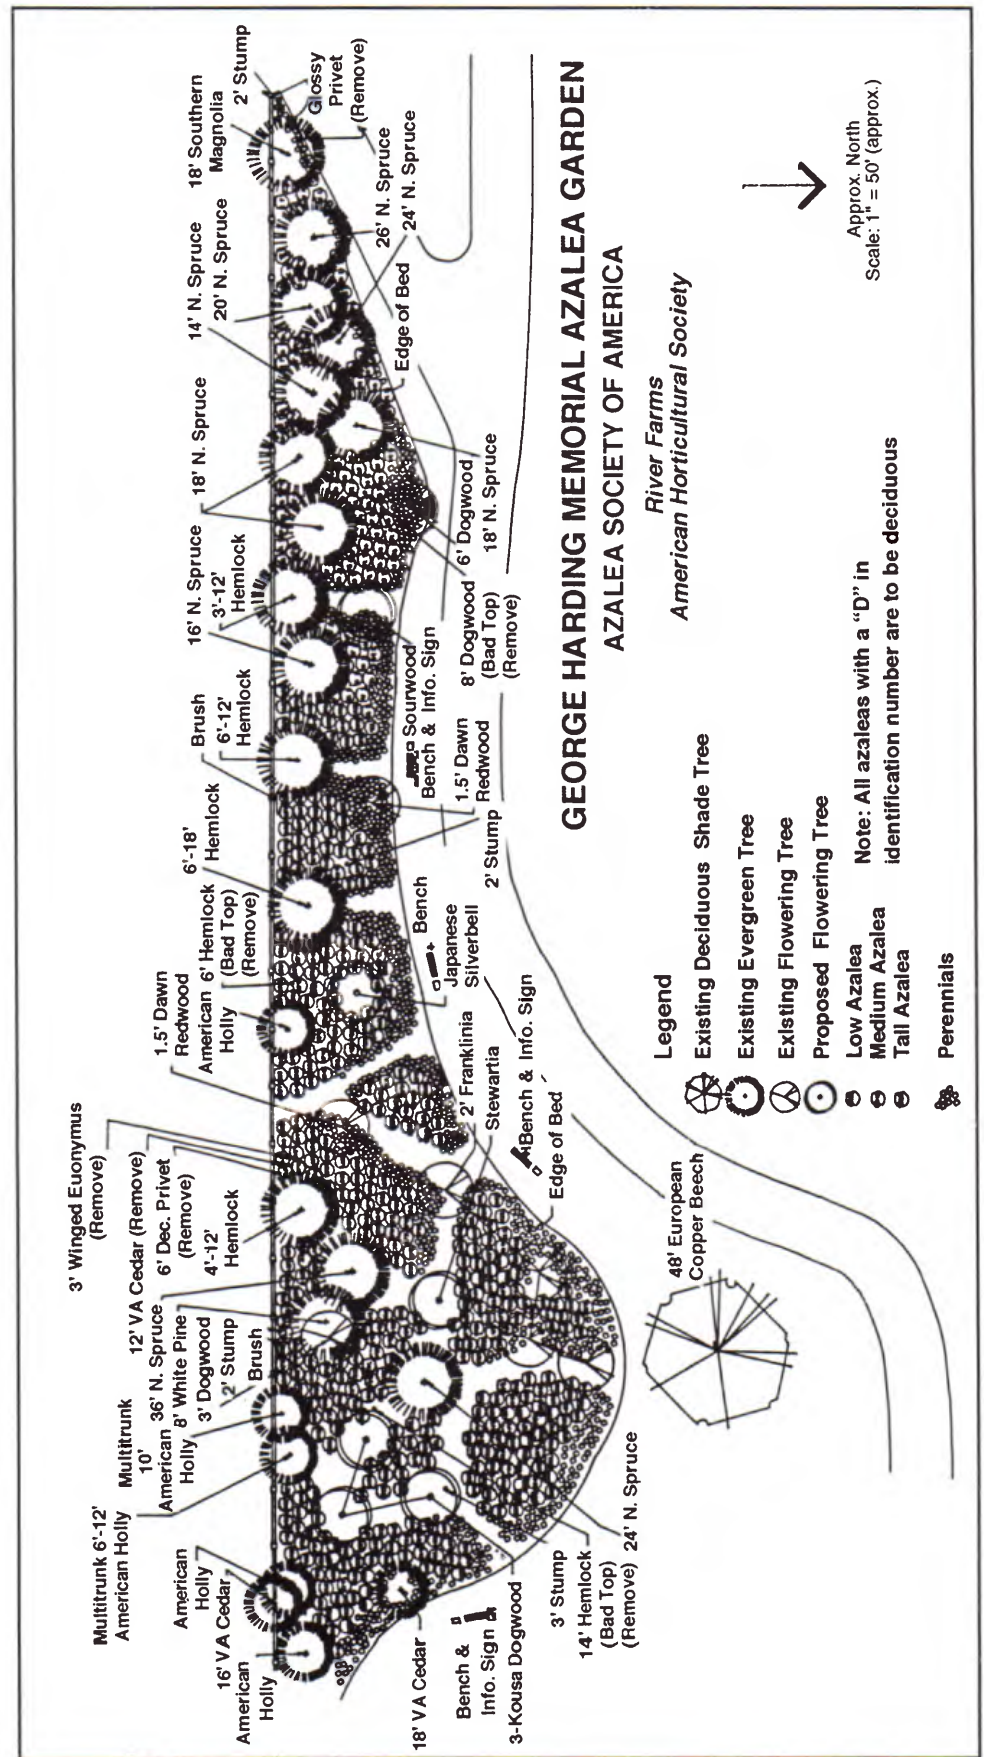 3' Winged Euonymus
(Remove)
12' VA Cedar (Remove)
6' Dec. Privet
(Remove)
4'-12'
Hemlock
Multitrunk 6'-12'
American Holly
Multitrunk
10'
American
Holly
36' N. Spruce
8' White Pine
3' Dogwood
2' Stump
Brush
American
Holly
16' VA Cedar
American
Holly
1.5' Dawn
Redwood
American
Holly
6' Hemlock
(Bad Top)
(Remove)
6'-18'
Hemlock
Brush
6'-12'
Hemlock
16' N. Spruce
3'-12'
Hemlock
18' N. Spruce
14' N. Spruce
20' N. Spruce
18' Southern
Magnolia
2' Stump
Glossy
Privet
(Remove)
26' N. Spruce
24' N. Spruce
Edge of Bed
6' Dogwood
18' N. Spruce
8' Dogwood
(Bad Top)
(Remove)
Sourwood
Bench & Info. Sign
1.5' Dawn
Redwood
2' Stump
Bench
Japanese
Silverbell
2' Franklinia
Stewartia
Bench & Info. Sign
Edge of Bed
18' VA Cedar
Bench &
Info. Sign
3-Kousa Dogwood
3' Stump
14' Hemlock
(Bad Top)
(Remove)
24' N. Spruce
48' European
Copper Beech
GEORGE HARDING MEMORIAL AZALEA GARDEN
AZALEA SOCIETY OF AMERICA
River Farms
American Horticultural Society
Legend
Existing Deciduous Shade Tree
Existing Evergreen Tree
Existing Flowering Tree
Proposed Flowering Tree
Low Azalea
Medium Azalea
Tall Azalea
Perennials
Note: All azaleas with a "D" in
identification number are to be deciduous
Approx. North
Scale: 1" = 50' (approx.)